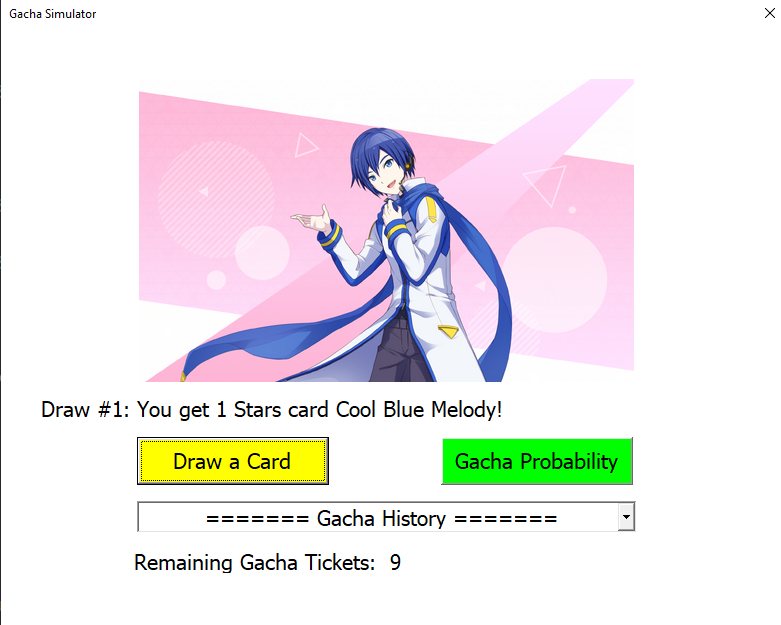 Gacha Simulator
Draw #1: You get 1 Stars card Cool Blue Melody!
Draw a Card
Gacha Probability
======= Gacha History =======
Remaining Gacha Tickets: 9